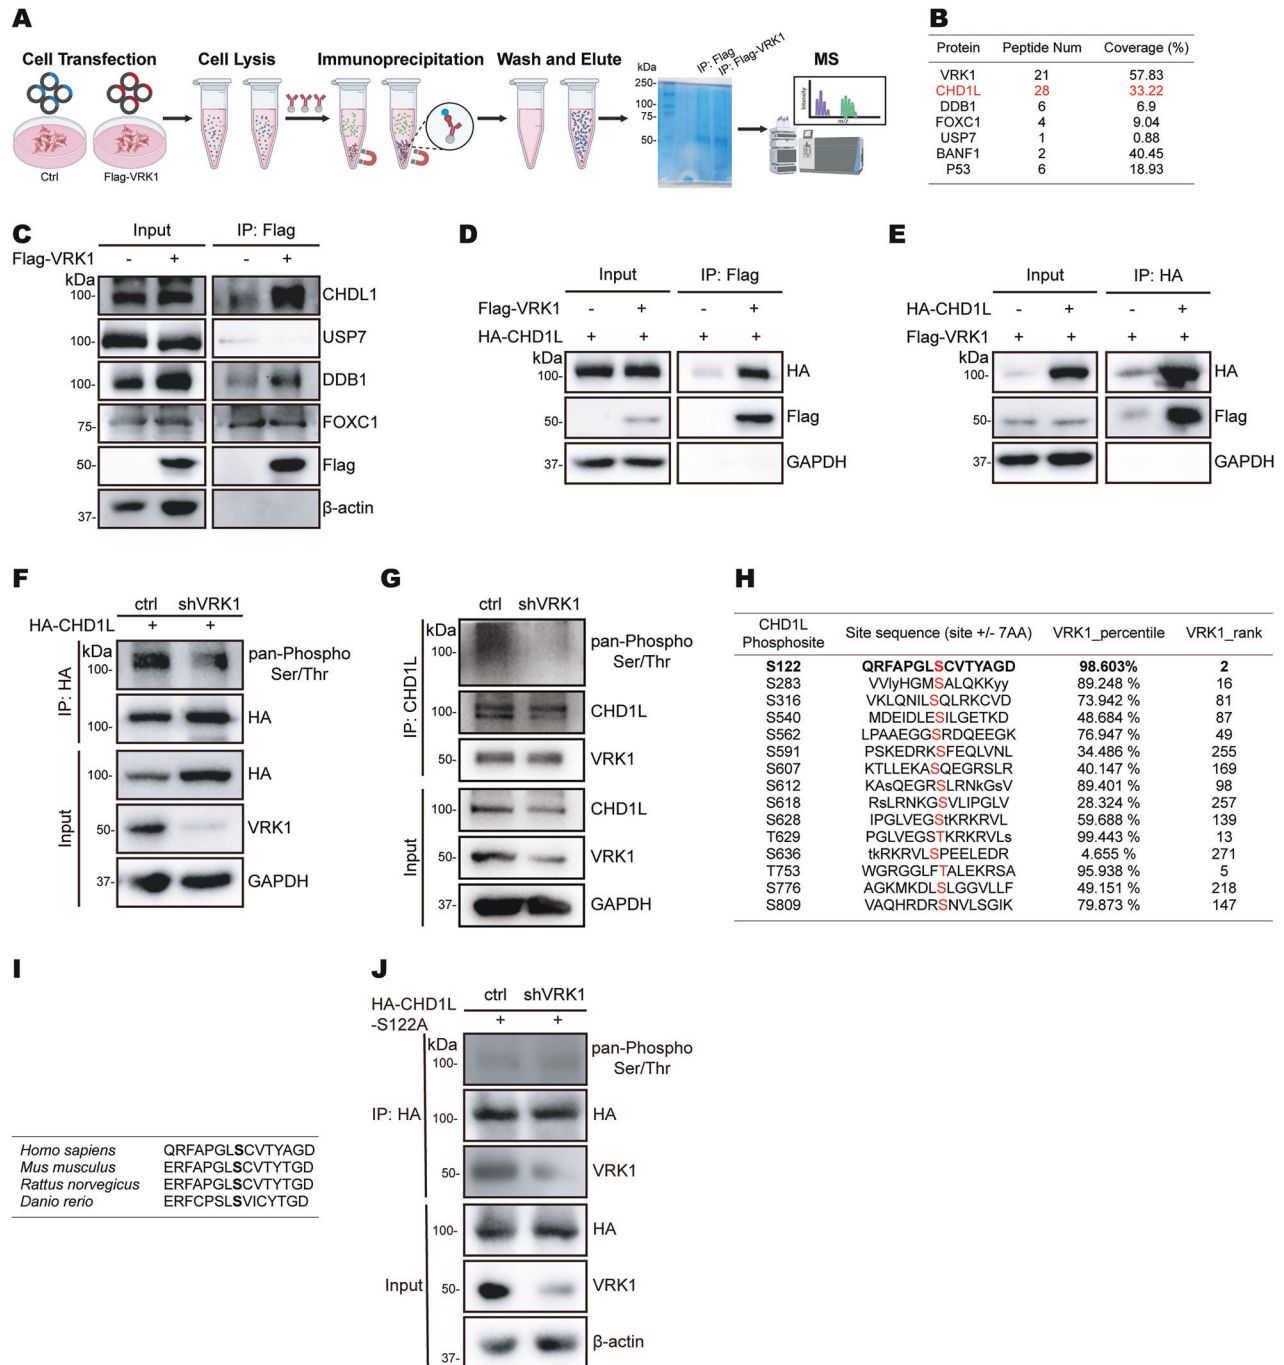 A
Cell Transfection
Cell Lysis
Immunoprecipitation
Wash and Elute
MS
Ctrl
Flag-VRK1
kDa
IP: Flag
IP: Flag-VRK1
250-
100-
75-
50-
Intensity
m/z
B
Protein Peptide Num Coverage (%)
VRK1 21 57.83
CHD1L 28 33.22
DDB1 6 6.9
FOXC1 4 9.04
USP7 1 0.88
BANF1 2 40.45
P53 6 18.93
C
Input IP: Flag
Flag-VRK1 - + - +
kDa
100- CHDL1
100- USP7
100- DDB1
75- FOXC1
50- Flag
37- β-actin
D
Input IP: Flag
Flag-VRK1 - + - +
HA-CHD1L + + + +
kDa
100- HA
50- Flag
37- GAPDH
E
Input IP: HA
HA-CHD1L - + - +
Flag-VRK1 + + + +
kDa
100- HA
50- Flag
37- GAPDH
F
ctrl shVRK1
HA-CHD1L + +
kDa
IP: HA
100- pan-Phospho
Ser/Thr
100- HA
Input
100- HA
50- VRK1
37- GAPDH
G
ctrl shVRK1
kDa
IP: CHD1L
100- pan-Phospho
Ser/Thr
100- CHD1L
50- VRK1
Input
100- CHD1L
50- VRK1
37- GAPDH
H
CHD1L
Phosphosite Site sequence (site +/- 7AA) VRK1_percentile VRK1_rank
S122 QRFAPGLSCVTYAGD 98.603% 2
S283 VVlyHGMSALQKKyy 89.248 % 16
S316 VKLQNILSQLRKCVD 73.942 % 81
S540 MDEIDLESILGETKD 48.684 % 87
S562 LPAAEGGSRDQEEGK 76.947 % 49
S591 PSKEDRKSFEQLVNL 34.486 % 255
S607 KTLLEKASQEGRSLR 40.147 % 169
S612 KAsQEGRSLRNkGsV 89.401 % 98
S618 RsLRNKGSVLIPGLV 28.324 % 257
S628 IPGLVEGStKRKRVL 59.688 % 139
T629 PGLVEGSTKRKRVLs 99.443 % 13
S636 tkRKRVLSPEELEDR 4.655 % 271
T753 WGRGGLFTALEKRSA 95.938 % 5
S776 AGKMKDLSLGGVLLF 49.151 % 218
S809 VAQHRDRSNVLSGIK 79.873 % 147
I
Homo sapiens QRFAPGLSCVTYAGD
Mus musculus ERFAPGLSCVTYTGD
Rattus norvegicus ERFAPGLSCVTYTGD
Danio rerio ERFCPSLSVICYTGD
J
ctrl shVRK1
HA-CHD1L
-S122A + +
kDa
IP: HA
100- pan-Phospho
Ser/Thr
100- HA
50- VRK1
Input
100- HA
50- VRK1
37- β-actin